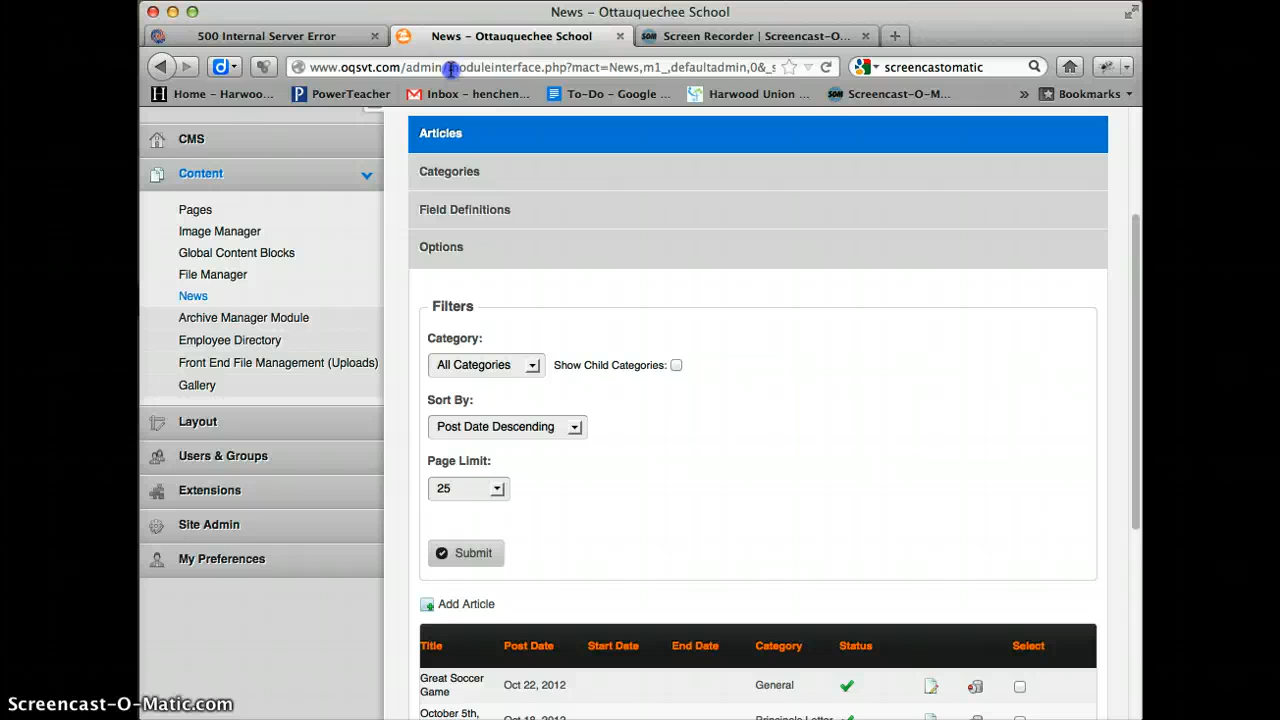 News – Ottauquechee School
500 Internal Server Error
News – Ottauquechee School
Screen Recorder | Screencast-O...
www.oqsvt.com/admin/moduleinterface.php?mact=News,m1_,defaultadmin,0&_s
screencastomatic
Home – Harwoo...
PowerTeacher
Inbox – henchen...
To-Do – Google ...
Harwood Union ...
Screencast-O-M...
»
Bookmarks
CMS
Content
Pages
Image Manager
Global Content Blocks
File Manager
News
Archive Manager Module
Employee Directory
Front End File Management (Uploads)
Gallery
Layout
Users & Groups
Extensions
Site Admin
My Preferences
Articles
Categories
Field Definitions
Options
Filters
Category:
All Categories
Show Child Categories:
Sort By:
Post Date Descending
Page Limit:
25
Submit
Add Article
Title Post Date Start Date End Date Category Status Select
Great Soccer
Game
Oct 22, 2012
General
October 5th,
Oct 18, 2012
Principals Letter
Screencast-O-Matic.com